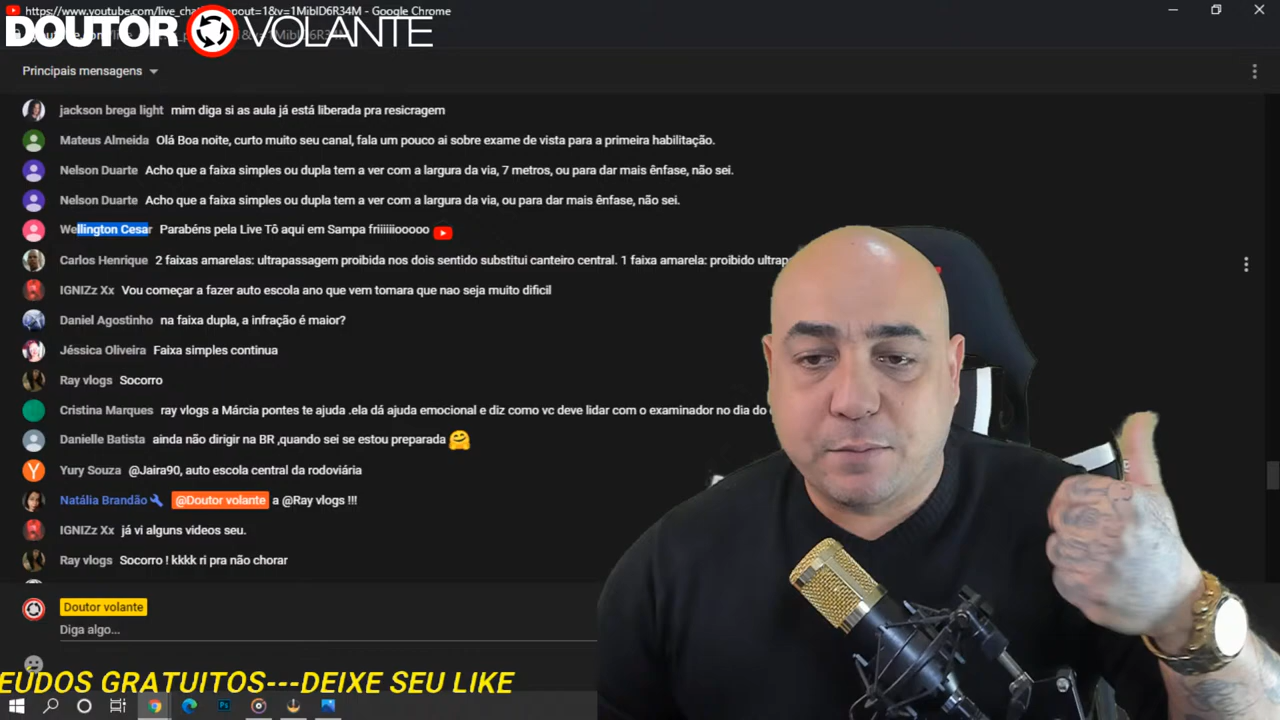 https://www.youtube.com/live_cha popout=1&v=1MiblD6R34M - Google Chrome
DOUTOR VOLANTE
Principais mensagens
jackson brega light mim diga si as aula já está liberada pra resicragem
Mateus Almeida Olá Boa noite, curto muito seu canal, fala um pouco ai sobre exame de vista para a primeira habilitação.
Nelson Duarte Acho que a faixa simples ou dupla tem a ver com a largura da via, 7 metros, ou para dar mais ênfase, não sei.
Nelson Duarte Acho que a faixa simples ou dupla tem a ver com a largura da via, ou para dar mais ênfase, não sei.
Wellington Cesar Parabéns pela Live Tô aqui em Sampa friiiiiiooooo
Carlos Henrique 2 faixas amarelas: ultrapassagem proibida nos dois sentido substitui canteiro central. 1 faixa amarela: proibido ultrap
IGNIZz Xx Vou começar a fazer auto escola ano que vem tomara que nao seja muito dificil
Daniel Agostinho na faixa dupla, a infração é maior?
Jéssica Oliveira Faixa simples continua
Ray vlogs Socorro
Cristina Marques ray vlogs a Márcia pontes te ajuda .ela dá ajuda emocional e diz como vc deve lidar com o examinador no dia do
Danielle Batista ainda não dirigir na BR ,quando sei se estou preparada 🤗
Yury Souza @Jaira90, auto escola central da rodoviária
Natália Brandão @Doutor volante a @Ray vlogs !!!
IGNIZz Xx já vi alguns videos seu.
Ray vlogs Socorro ! kkkk ri pra não chorar
Doutor volante
Diga algo...
EUDOS GRATUITOS---DEIXE SEU LIKE